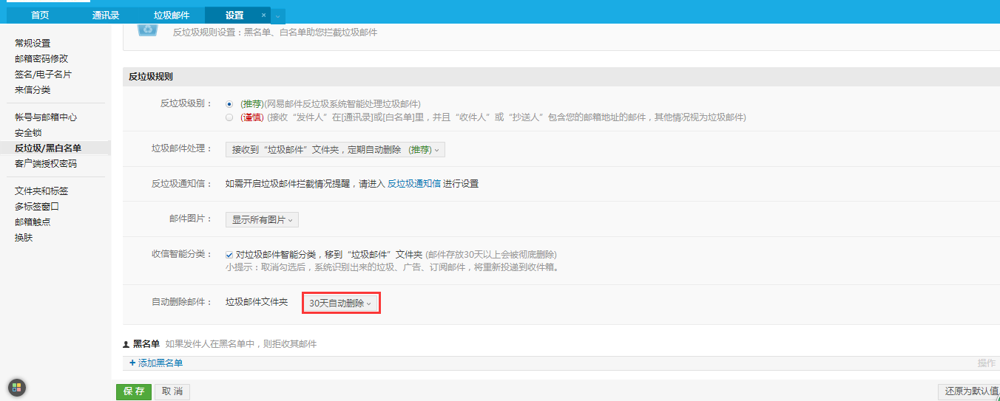 首页 通讯录 垃圾邮件 设置 ×
反垃圾规则设置：黑名单、白名单助您拦截垃圾邮件
常规设置
邮箱密码修改
签名/电子名片
来信分类
帐号与邮箱中心
安全锁
反垃圾/黑白名单
客户端授权密码
文件夹和标签
多标签窗口
邮箱触点
换肤
反垃圾规则
反垃圾级别： (推荐)(网易邮件反垃圾系统智能处理垃圾邮件)
(谨慎) (接收“发件人”在[通讯录]或[白名单]里，并且“收件人”或“抄送人”包含您的邮箱地址的邮件，其他情况视为垃圾邮件)
垃圾邮件处理： 接收到“垃圾邮件”文件夹，定期自动删除 (推荐)
反垃圾通知信： 如需开启垃圾邮件拦截情况提醒，请进入 反垃圾通知信 进行设置
邮件图片： 显示所有图片
收信智能分类： 对垃圾邮件智能分类，移到“垃圾邮件”文件夹 (邮件存放30天以上会被彻底删除)
小提示：取消勾选后，系统识别出来的垃圾、广告、订阅邮件，将重新投递到收件箱。
自动删除邮件： 垃圾邮件文件夹 30天自动删除
黑名单 如果发件人在黑名单中，则拒收其邮件
+ 添加黑名单 操作
保 存 取 消 还原为默认值